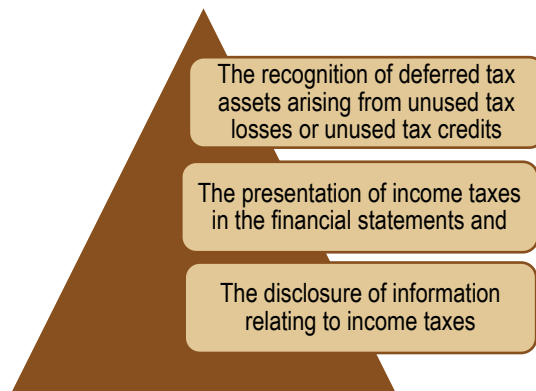 The recognition of deferred tax
assets arising from unused tax
losses or unused tax credits
The presentation of income taxes
in the financial statements and
The disclosure of information
relating to income taxes